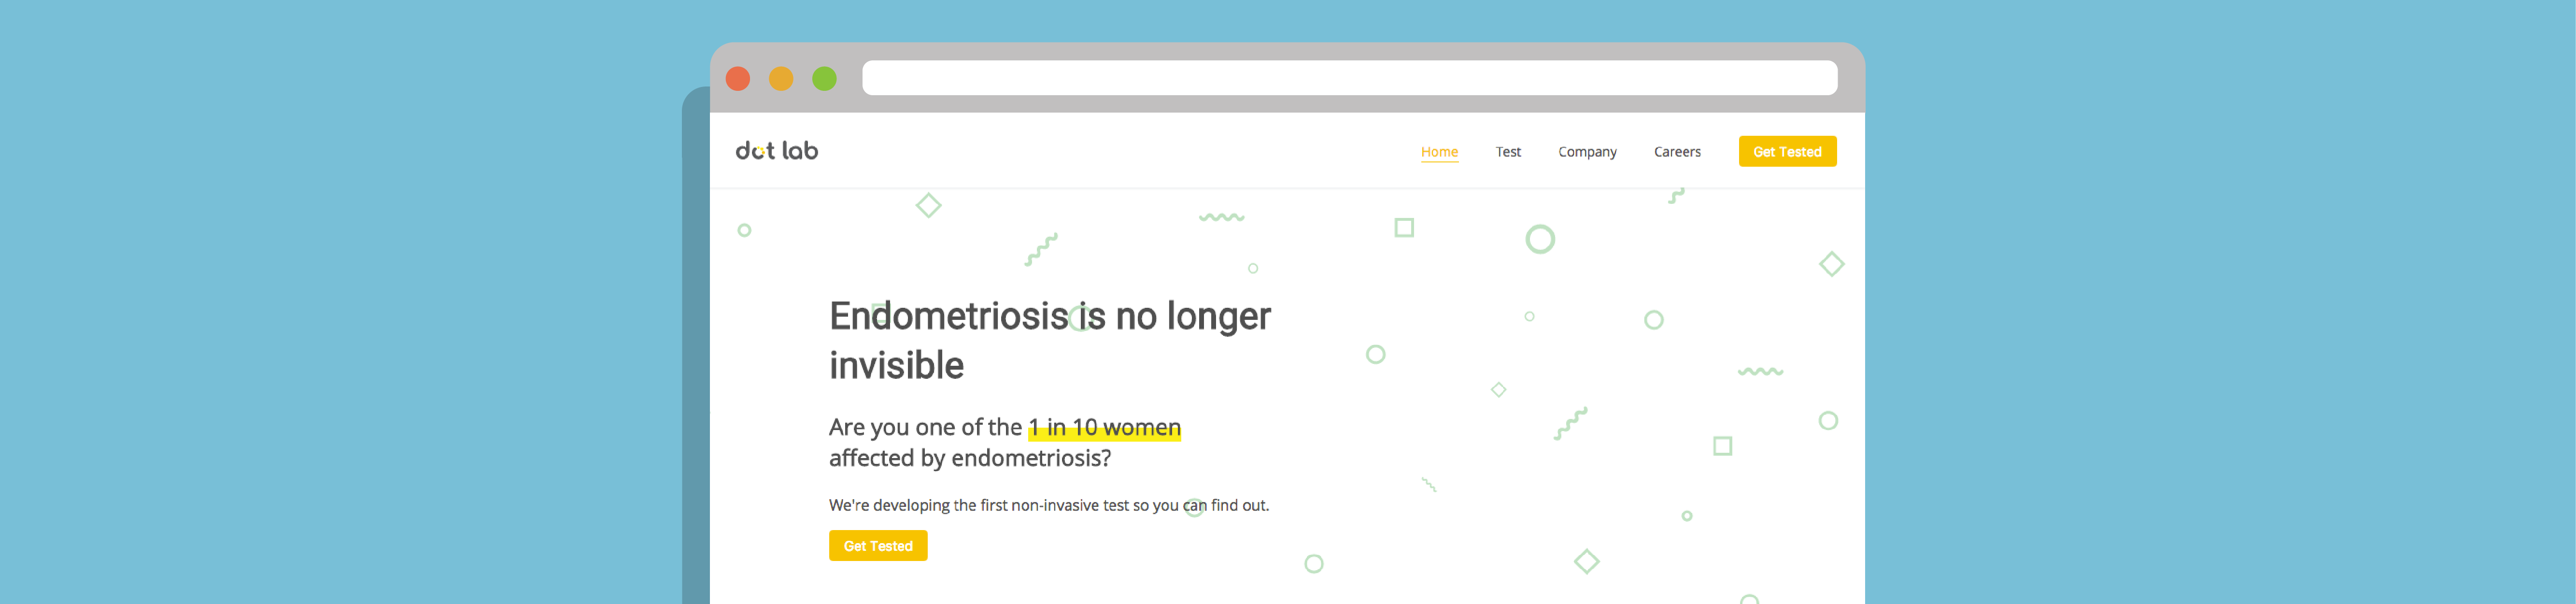 dot lab
Home Test Company Careers Get Tested
Endometriosis is no longer
invisible
Are you one of the 1 in 10 women
affected by endometriosis?
We're developing the first non-invasive test so you can find out.
Get Tested